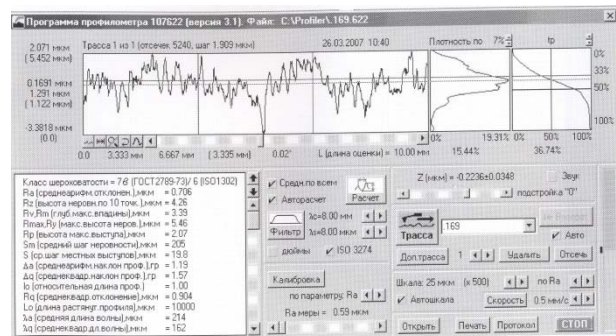 Программа профилометра 107622 (версия 3.1). Файл: C:\Profiler\.169.622
2.071 мкм Трасса 1 из 1 (отсчеек 5240, шаг 1.909 мкм) 26.03.2007 10:40 Плотность по 7% tp
( 5.452 мкм)
0.1691 мкм
1.291 мкм
( 1.122 мкм)
-3.3818 мкм
(0.0)
0%
33%
50%
100%
0.0 3.333 мм 6.667 мм ( 3.335 мм) 0.02° L (длина оценки) = 10.00 мм
0% 19.31% 0% 50% 100%
15.44% 36.74%
Класс шероховатости = 7б (ГОСТ2789-73)/ 6 (ISO1302)
Ra (среднеарифм.отклонен.),мкм = 0.706
Rz (высота неровн.по 10 точк.),мкм = 4.26
Rv,Rm (глуб.макс.впадины),мкм = 3.39
Rmax,Ry (макс.высота неров.),мкм = 5.46
Rp (высота макс.выступа),мкм = 2.07
Sm (средний шаг неровности),мкм = 205
S (ср.шаг местных выступов),мкм = 19.8
Δa (среднеарифм.наклон проф.),гр = 1.19
Δq (среднеквадр.наклон проф.),гр = 1.57
lo (относительная длина проф.) = 1.00
Rq (среднеквадр.отклонение),мкм = 0.904
Lo (длина растянут.профиля),мкм = 10000
λa (средняя длина волны),мкм = 214
λq (среднеквадр.дл.волны),мкм = 162
Средн.по всем
Авторасчет
Расчет
Фильтр
λc=8.00 мм
λc=8.00 мкм
дюймы
ISO 3274
Калибровка
по параметру: Ra
Ra меры = 0.59 мкм
Z (мкм) = -0.2236±0.0348
Звук
подстройка "0"
Трасса
.169
Авто
Доп.трасса 1 Удалить Отсечь
Шкала: 25 мкм (x 500) по Ra
Автошкала Скорость 0.5 мм/с
Открыть Печать Протокол СТОП